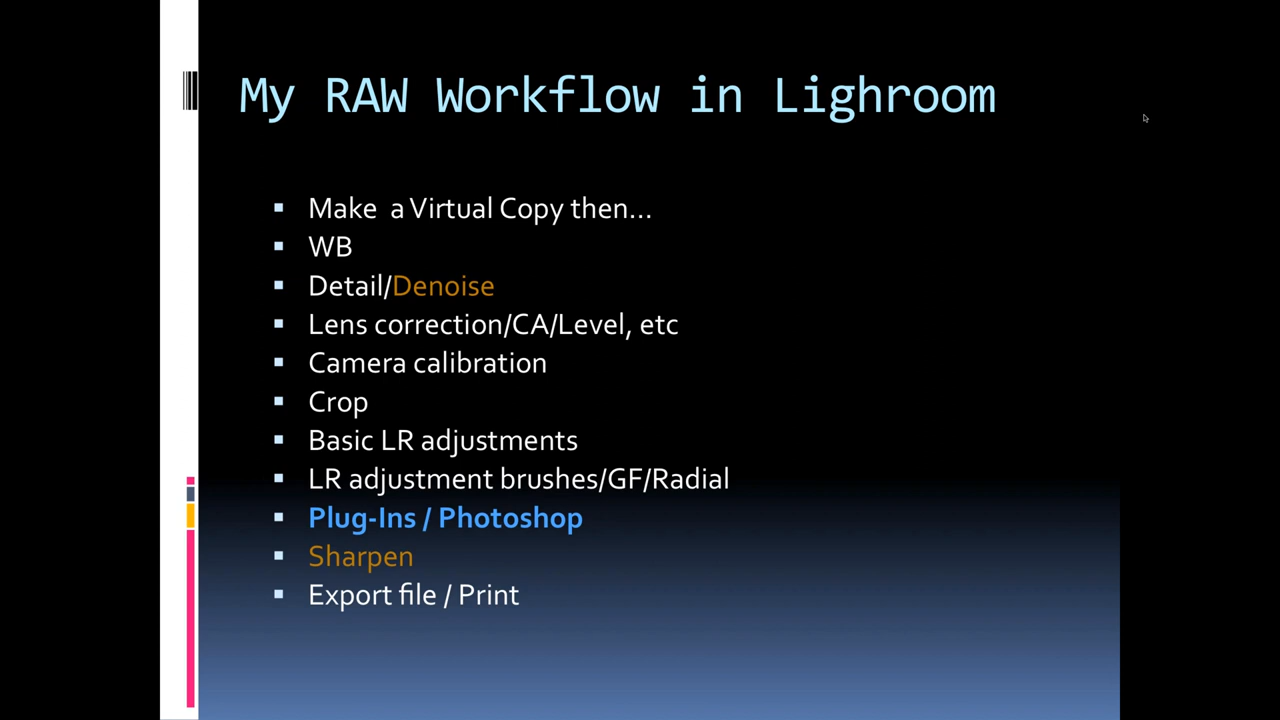 My RAW Workflow in Lighroom
Make a Virtual Copy then...
WB
Detail/Denoise
Lens correction/CA/Level, etc
Camera calibration
Crop
Basic LR adjustments
LR adjustment brushes/GF/Radial
Plug-Ins / Photoshop
Sharpen
Export file / Print